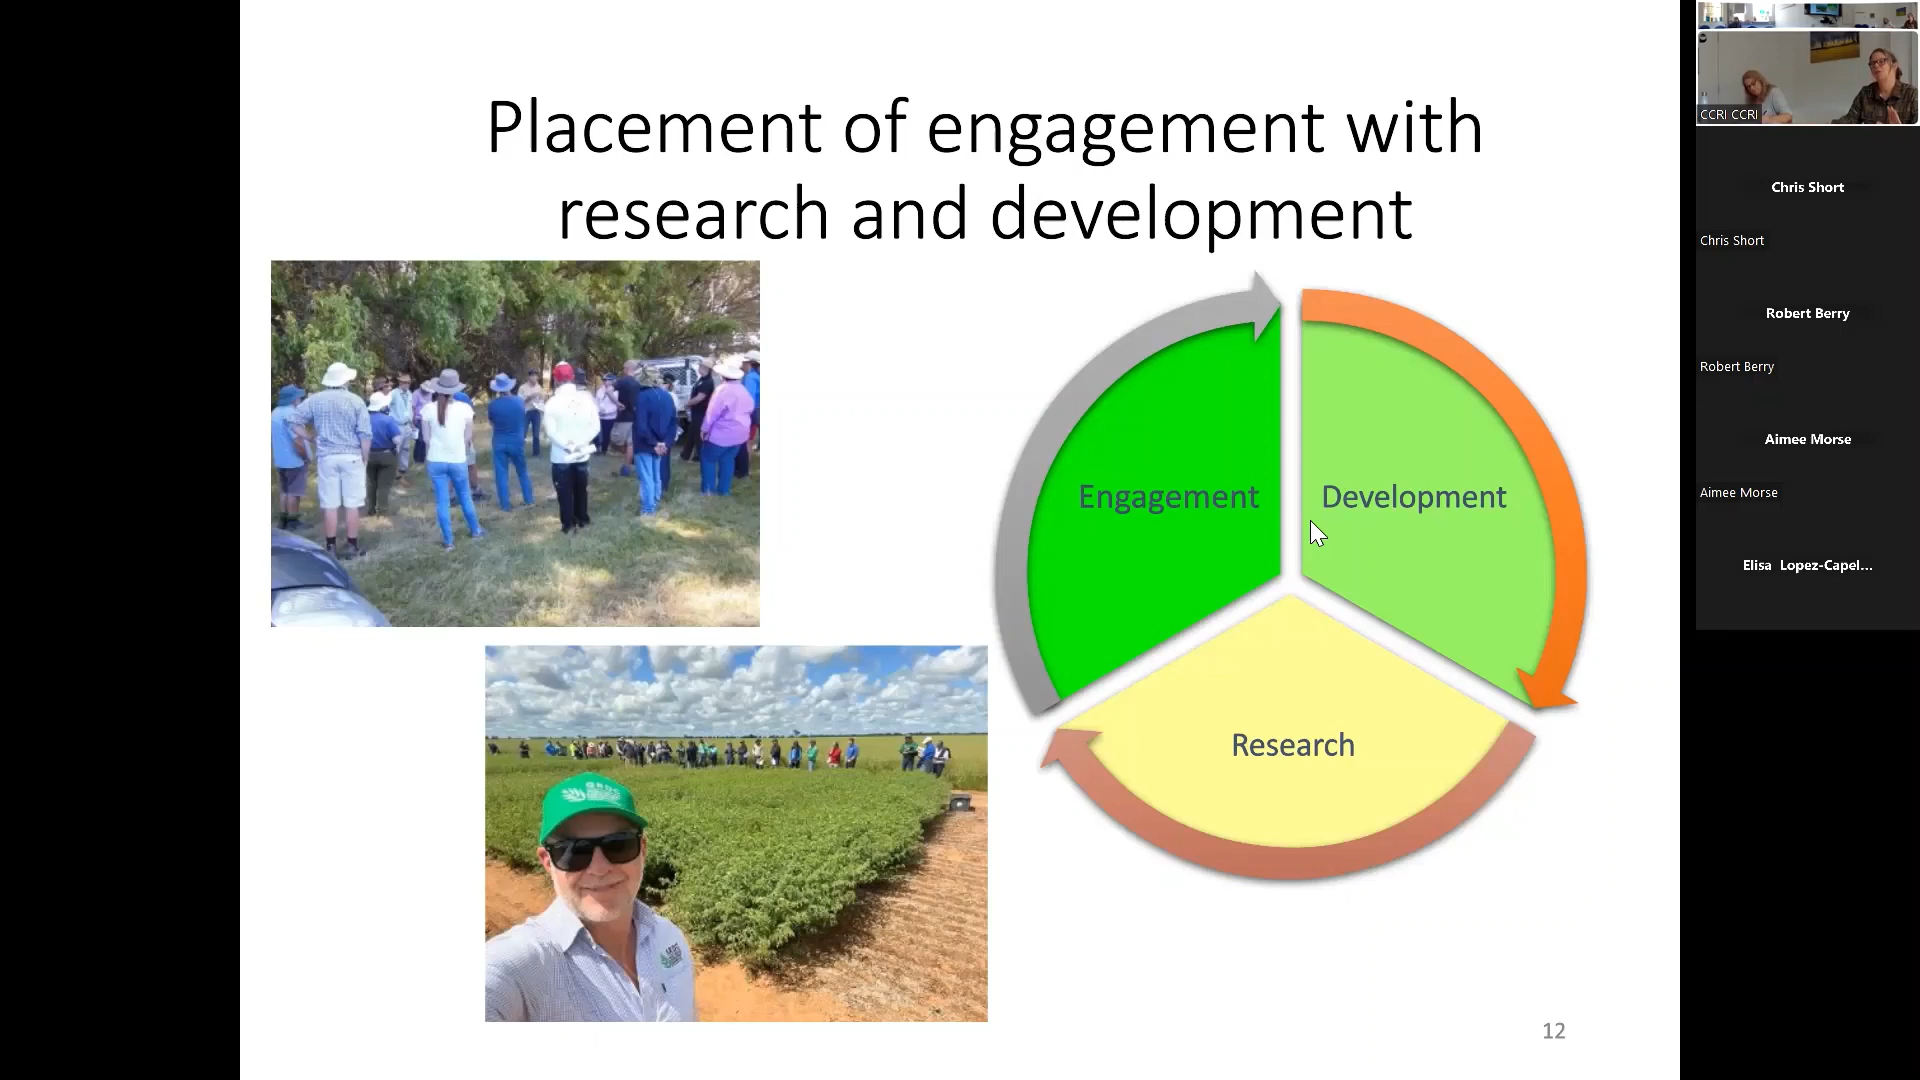 Placement of engagement with
research and development
Engagement
Development
Research
12
CCRI CCRI
Chris Short
Chris Short
Robert Berry
Robert Berry
Aimee Morse
Aimee Morse
Elisa Lopez-Capel...